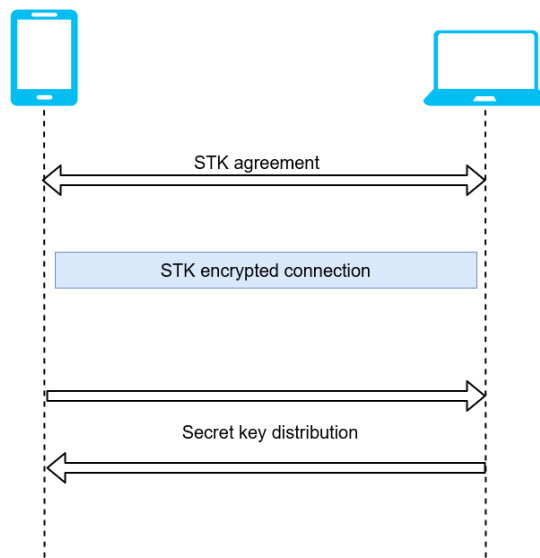 STK agreement
STK encrypted connection
Secret key distribution